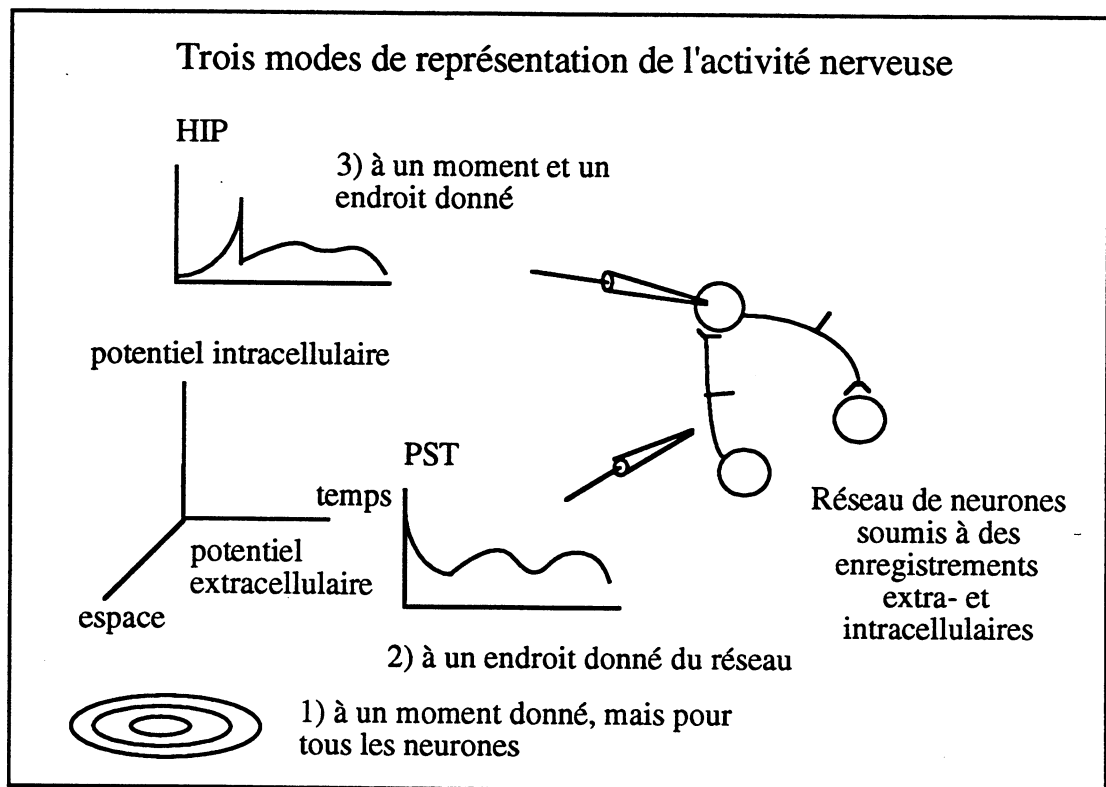 Trois modes de représentation de l'activité nerveuse
HIP
3) à un moment et un
endroit donné
potentiel intracellulaire
PST
temps
potentiel
extracellulaire
espace
Réseau de neurones
soumis à des
enregistrements
extra- et
intracellulaires
2) à un endroit donné du réseau
1) à un moment donné, mais pour
tous les neurones